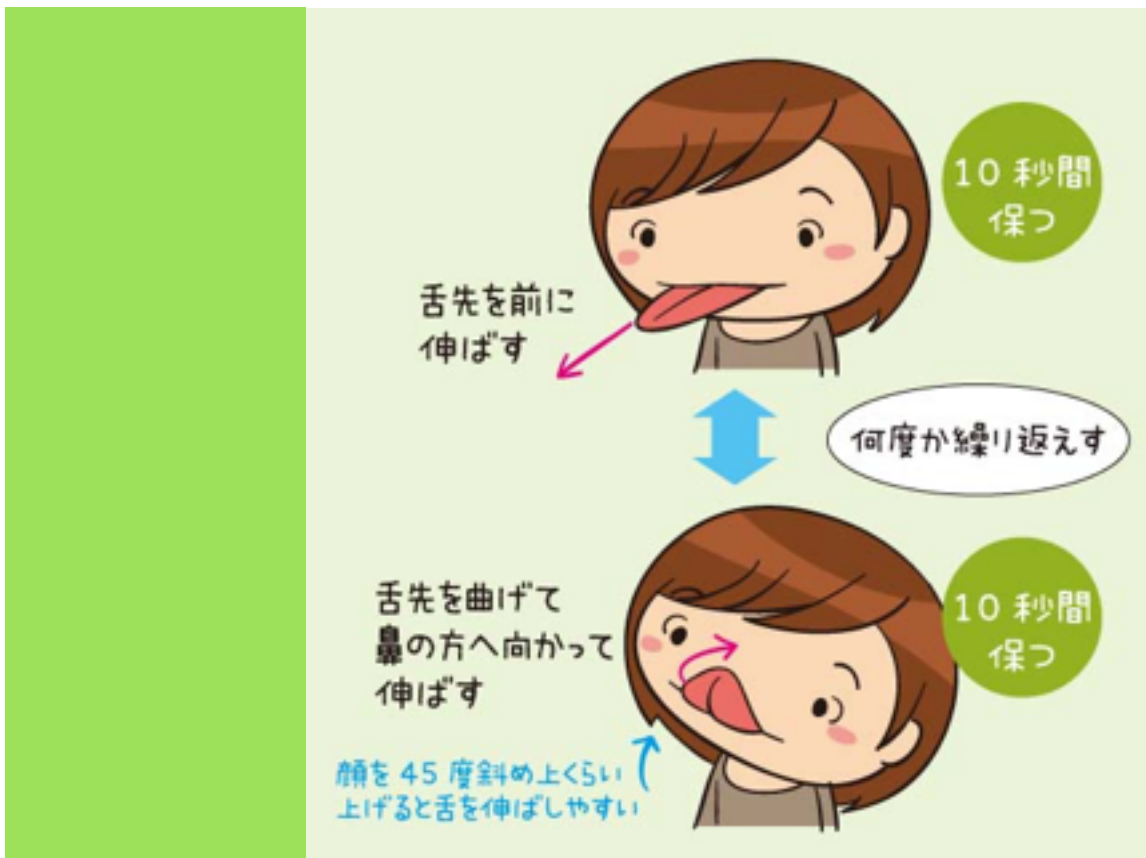 10 秒間
保つ
舌先を前に
伸ばす
何度か繰り返えす
舌先を曲げて
鼻の方へ向かって
伸ばす
10 秒間
保つ
顔を 45 度斜め上くらい
上げると舌を伸ばしやすい